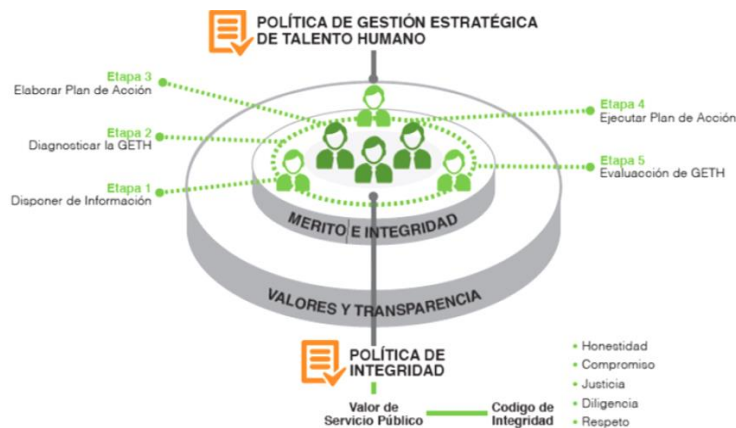 POLÍTICA DE GESTIÓN ESTRATÉGICA
DE TALENTO HUMANO
Etapa 3
Elaborar Plan de Acción
Etapa 2
Diagnosticar la GETH
Etapa 1
Disponer de Información
Etapa 4
Ejecutar Plan de Acción
Etapa 5
Evaluacción de GETH
MERITO E INTEGRIDAD
VALORES Y TRANSPARENCIA
POLÍTICA DE
INTEGRIDAD
Valor de
Servicio Público
Codigo de
Integridad
• Honestidad
• Compromiso
• Justicia
• Diligencia
• Respeto